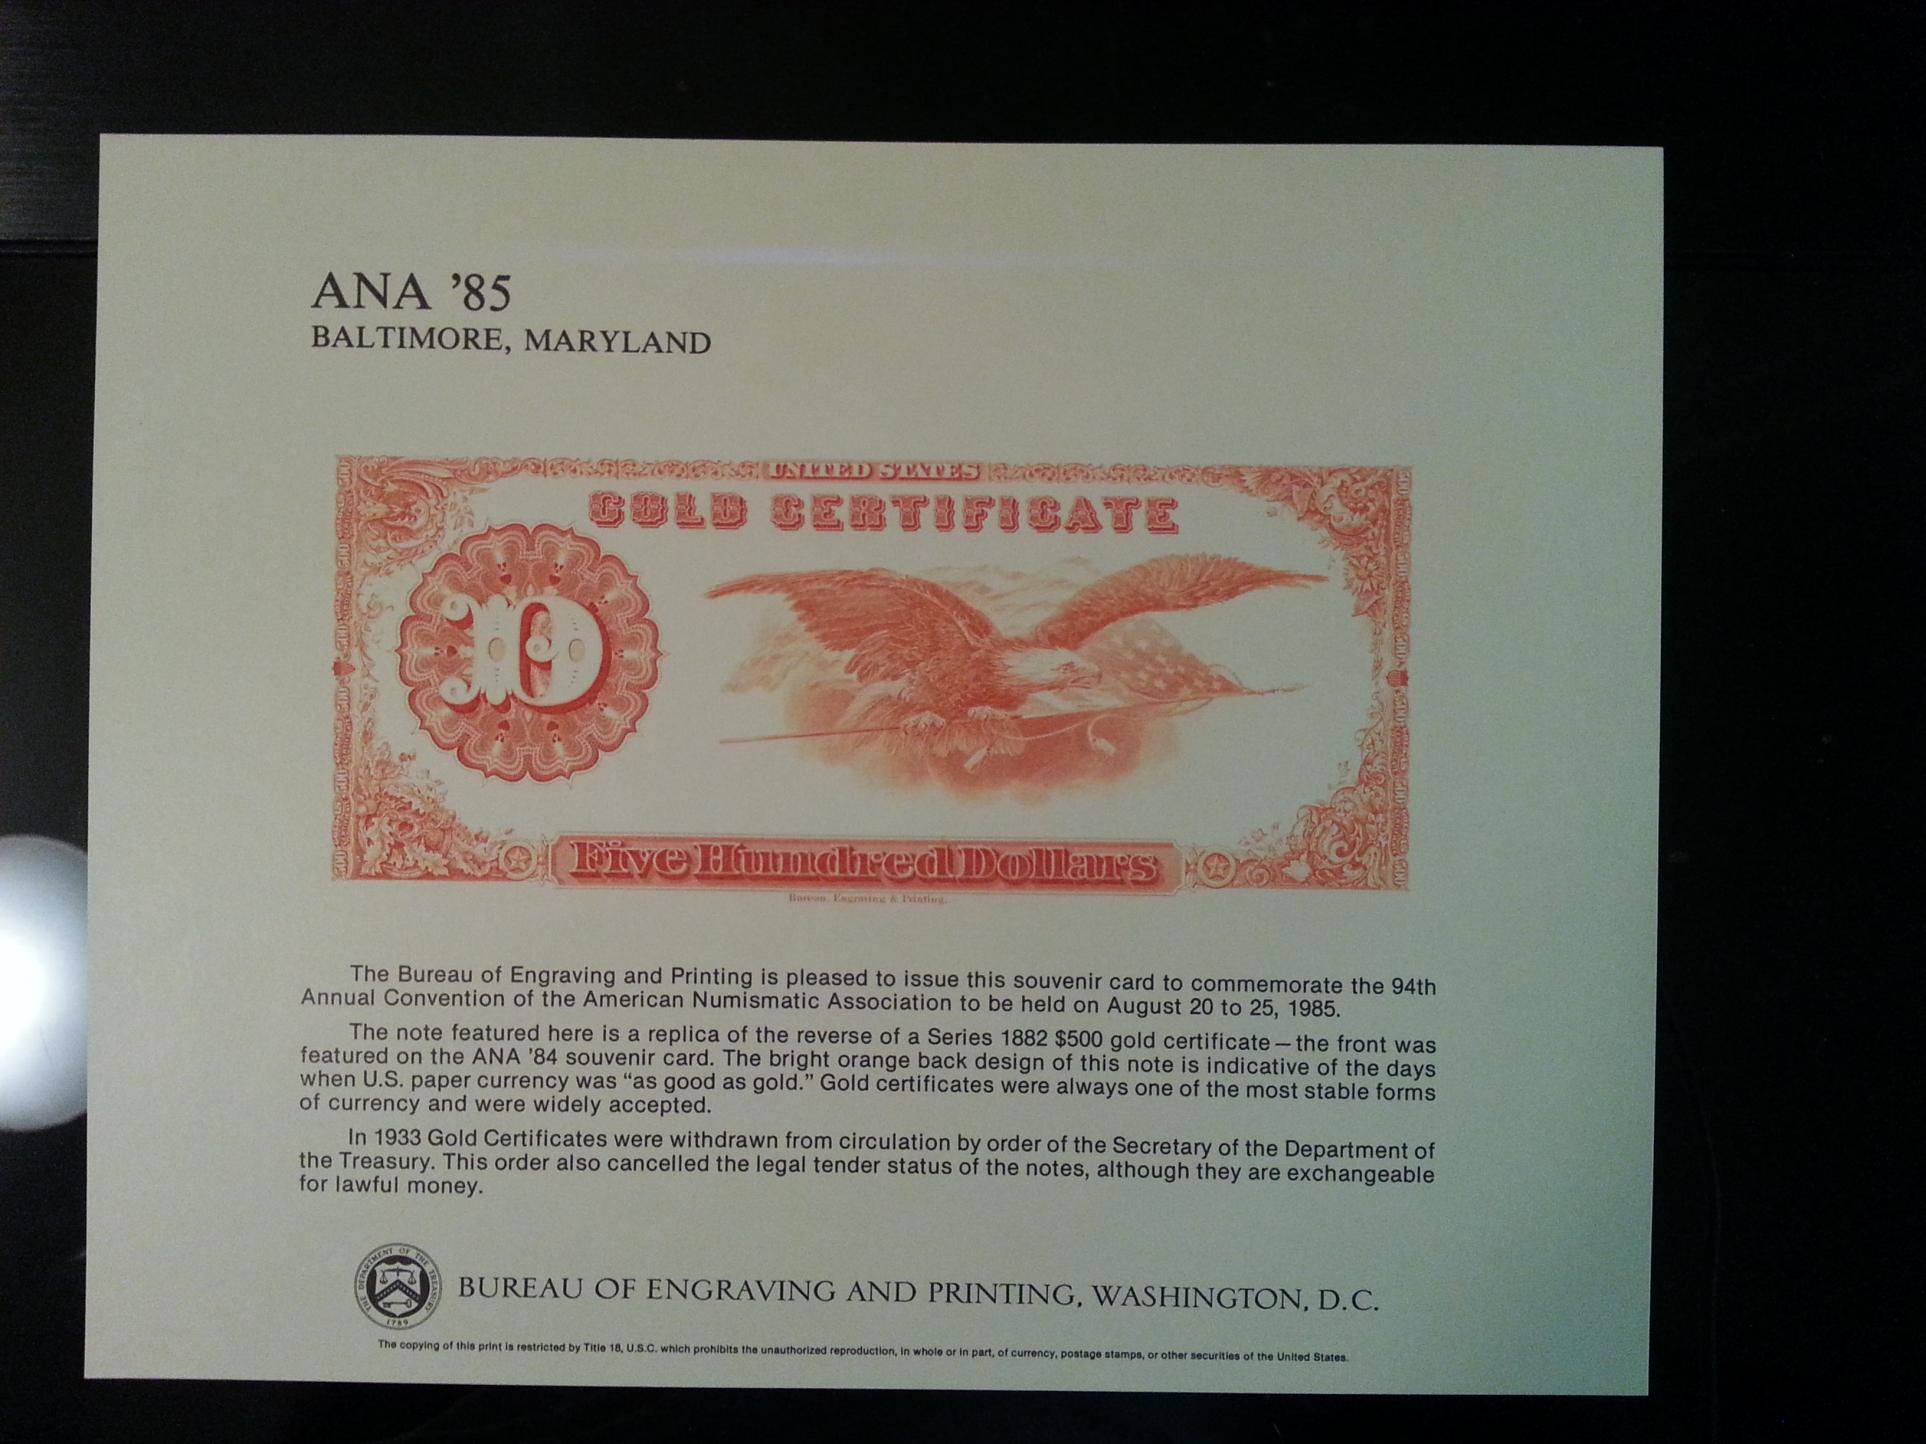 ANA ’85
BALTIMORE, MARYLAND
UNITED STATES
GOLD CERTIFICATE
D
Five Hundred Dollars
Bureau, Engraving & Printing.
The Bureau of Engraving and Printing is pleased to issue this souvenir card to commemorate the 94th
Annual Convention of the American Numismatic Association to be held on August 20 to 25, 1985.
The note featured here is a replica of the reverse of a Series 1882 $500 gold certificate—the front was
featured on the ANA ’84 souvenir card. The bright orange back design of this note is indicative of the days
when U.S. paper currency was “as good as gold.” Gold certificates were always one of the most stable forms
of currency and were widely accepted.
In 1933 Gold Certificates were withdrawn from circulation by order of the Secretary of the Department of
the Treasury. This order also cancelled the legal tender status of the notes, although they are exchangeable
for lawful money.
THE DEPARTMENT OF THE TREASURY
1789
BUREAU OF ENGRAVING AND PRINTING, WASHINGTON, D.C.
The copying of this print is restricted by Title 18, U.S.C. which prohibits the unauthorized reproduction, in whole or in part, of currency, postage stamps, or other securities of the United States.